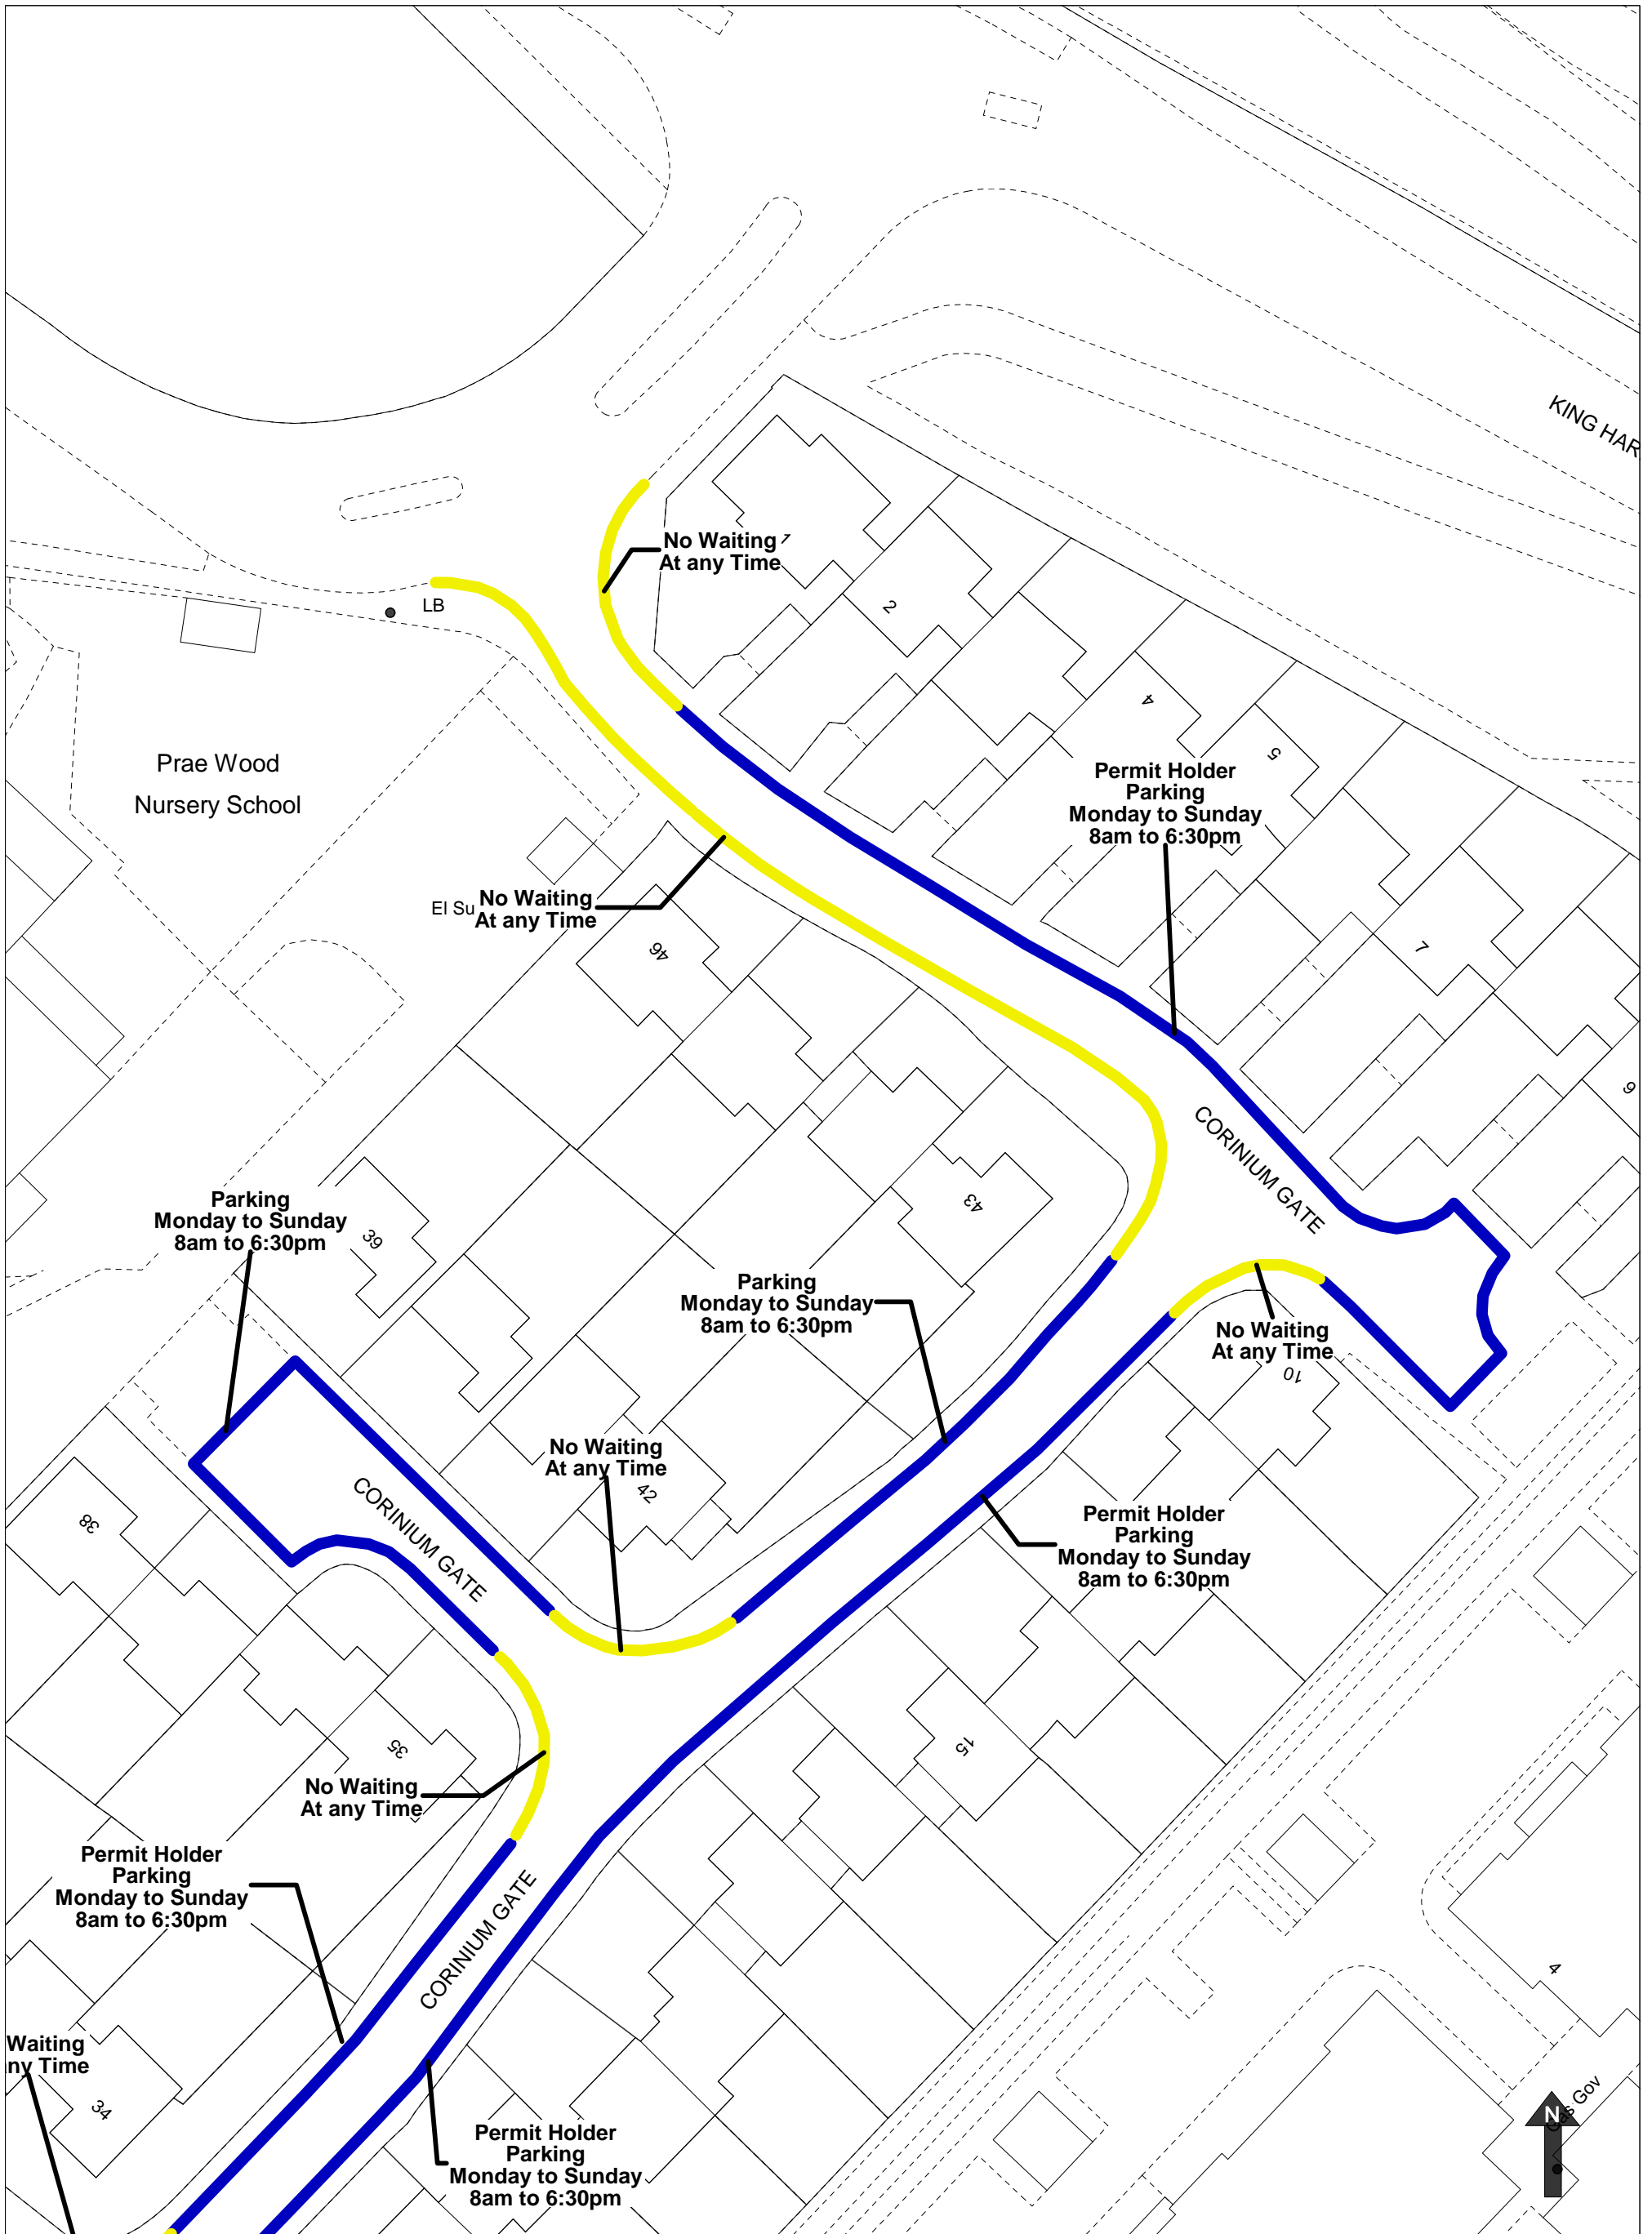 KING HAR
No Waiting
At any Time
1
2
LB
4
5
Prae Wood
Nursery School
Permit Holder
Parking
Monday to Sunday
8am to 6:30pm
El Su
No Waiting
At any Time
46
7
9
CORINIUM GATE
Parking
Monday to Sunday
8am to 6:30pm
39
43
Parking
Monday to Sunday
8am to 6:30pm
No Waiting
At any Time
10
No Waiting
At any Time
42
CORINIUM GATE
38
Permit Holder
Parking
Monday to Sunday
8am to 6:30pm
35
15
No Waiting
At any Time
Permit Holder
Parking
Monday to Sunday
8am to 6:30pm
CORINIUM GATE
4
Waiting
ny Time
34
N
Gas Gov
Permit Holder
Parking
Monday to Sunday
8am to 6:30pm